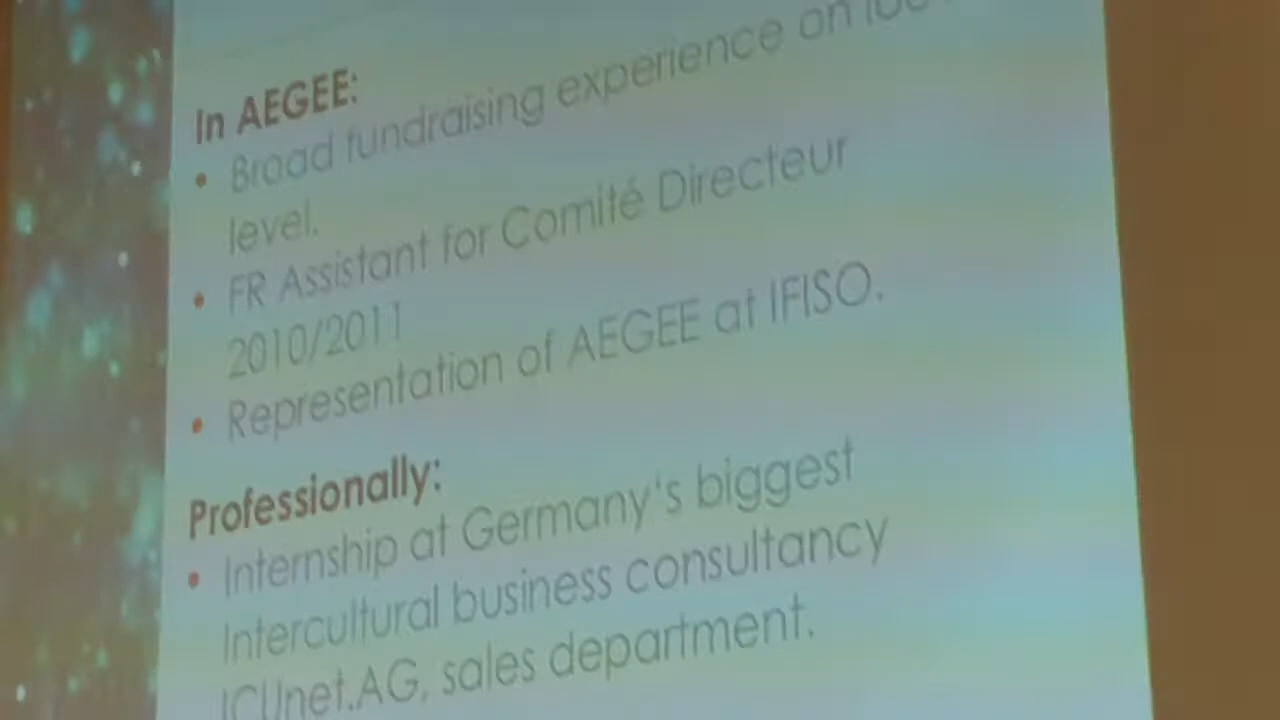 In AEGEE:
• Broad fundraising experience on
level.
• FR Assistant for Comité Directeur
2010/2011
• Representation of AEGEE at IFISO.
Professionally:
• Internship at Germany's biggest
Intercultural business consultancy
ICUnet.AG, sales department.